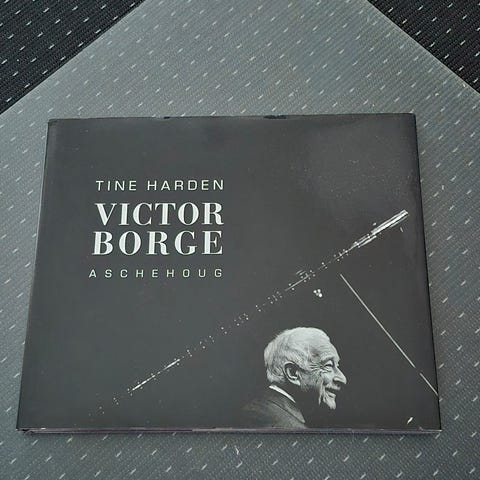 TINE HARDEN
VICTOR
BORGE
ASCHEHOUG